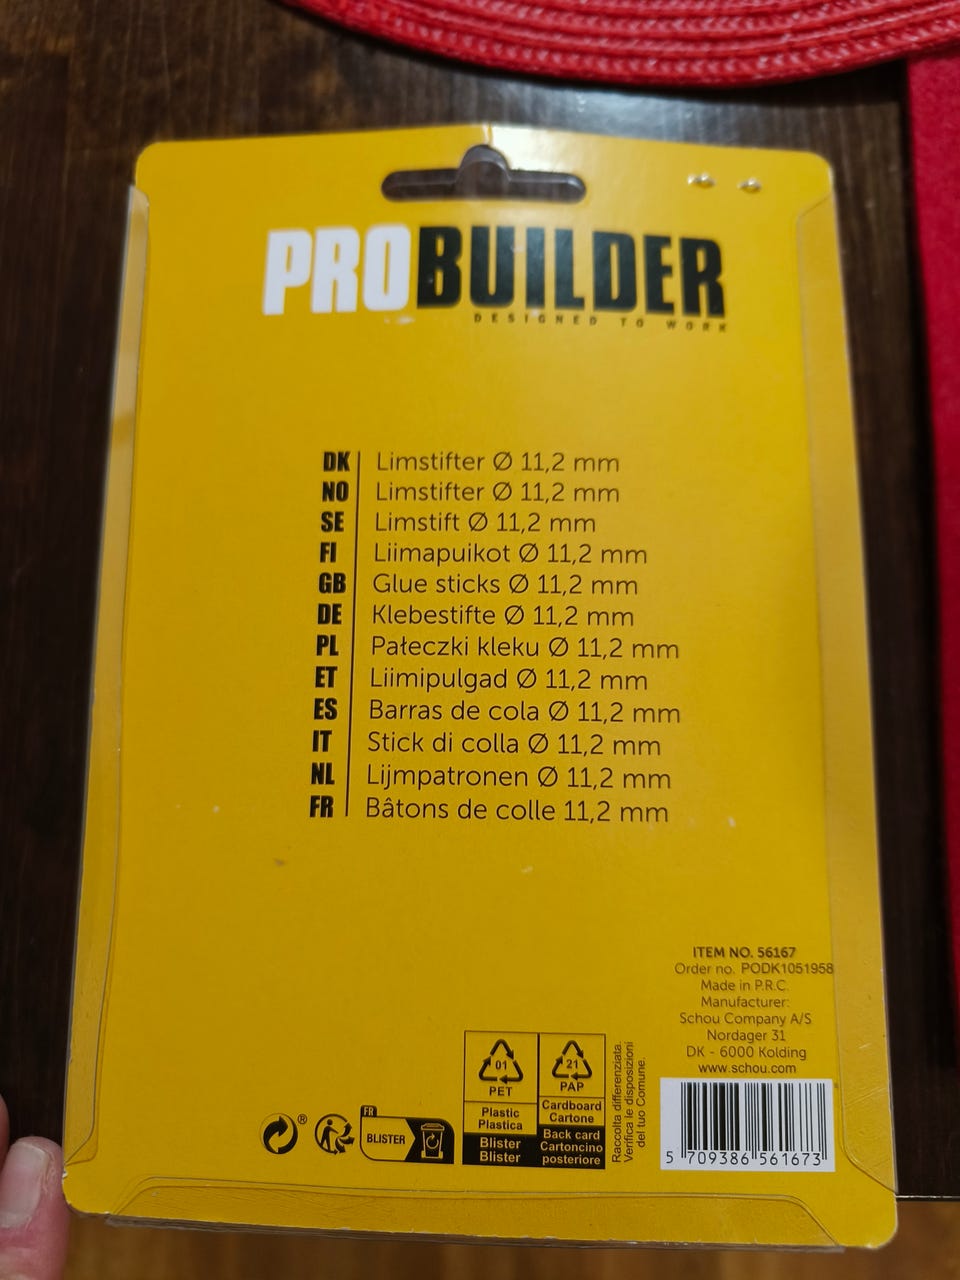 PROBUILDER
DESIGNED TO WORK
DK Limstifter Ø 11,2 mm
NO Limstifter Ø 11,2 mm
SE Limstift Ø 11,2 mm
FI Liimapuikot Ø 11,2 mm
GB Glue sticks Ø 11,2 mm
DE Klebestifte Ø 11,2 mm
PL Pałeczki kleku Ø 11,2 mm
ET Liimipulgad Ø 11,2 mm
ES Barras de cola Ø 11,2 mm
IT Stick di colla Ø 11,2 mm
NL Lijmpatronen Ø 11,2 mm
FR Bâtons de colle 11,2 mm
ITEM NO. 56167
Order no. PODK1051958
Made in P.R.C.
Manufacturer:
Schou Company A/S
Nordager 31
DK - 6000 Kolding
www.schou.com
5 709386 561673
®
FR
BLISTER
01
PET
Plastic
Plastica
Blister
Blister
21
PAP
Cardboard
Cartone
Back card
Cartoncino
posteriore
Raccolta differenziata.
Verifica le disposizioni
del tuo Comune.